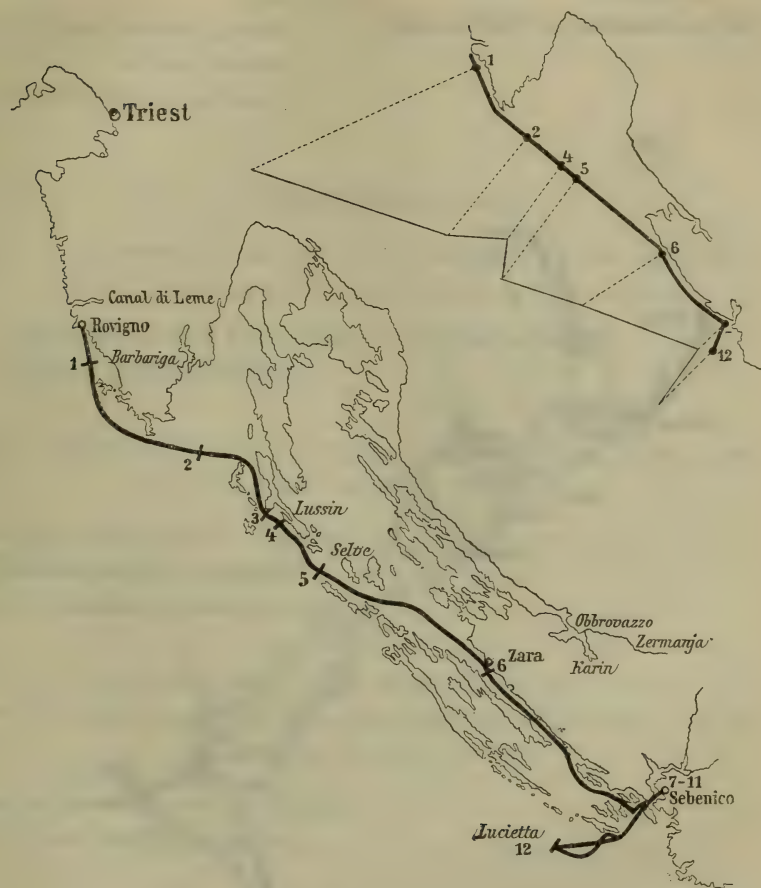 1
Triest
2
4
5
6
12
Canal di Leme
Rovigno
1
Barbariga
2
3
Lussin
4
Selve
5
Obbrovazzo
Zermanja
Karin
Zara
6
7-11
Sebenico
Lucietta
12